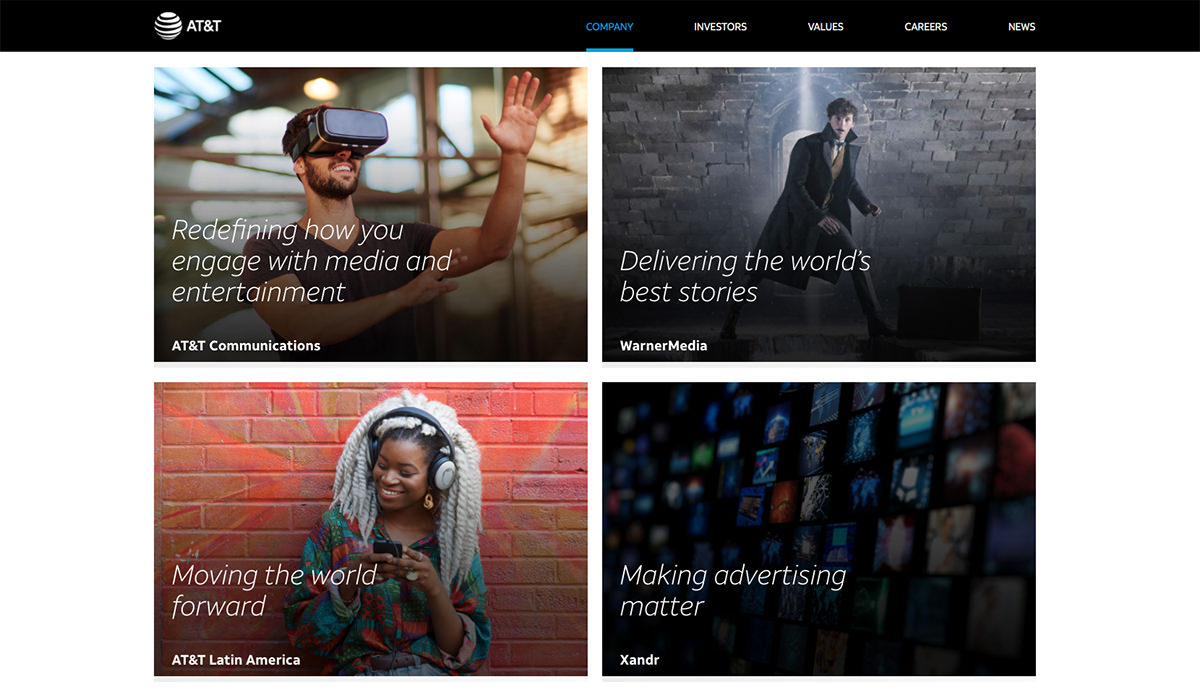 AT&T
COMPANY
INVESTORS
VALUES
CAREERS
NEWS
Redefining how you
engage with media and
entertainment
AT&T Communications
Delivering the world’s
best stories
WarnerMedia
Moving the world
forward
AT&T Latin America
Making advertising
matter
Xandr